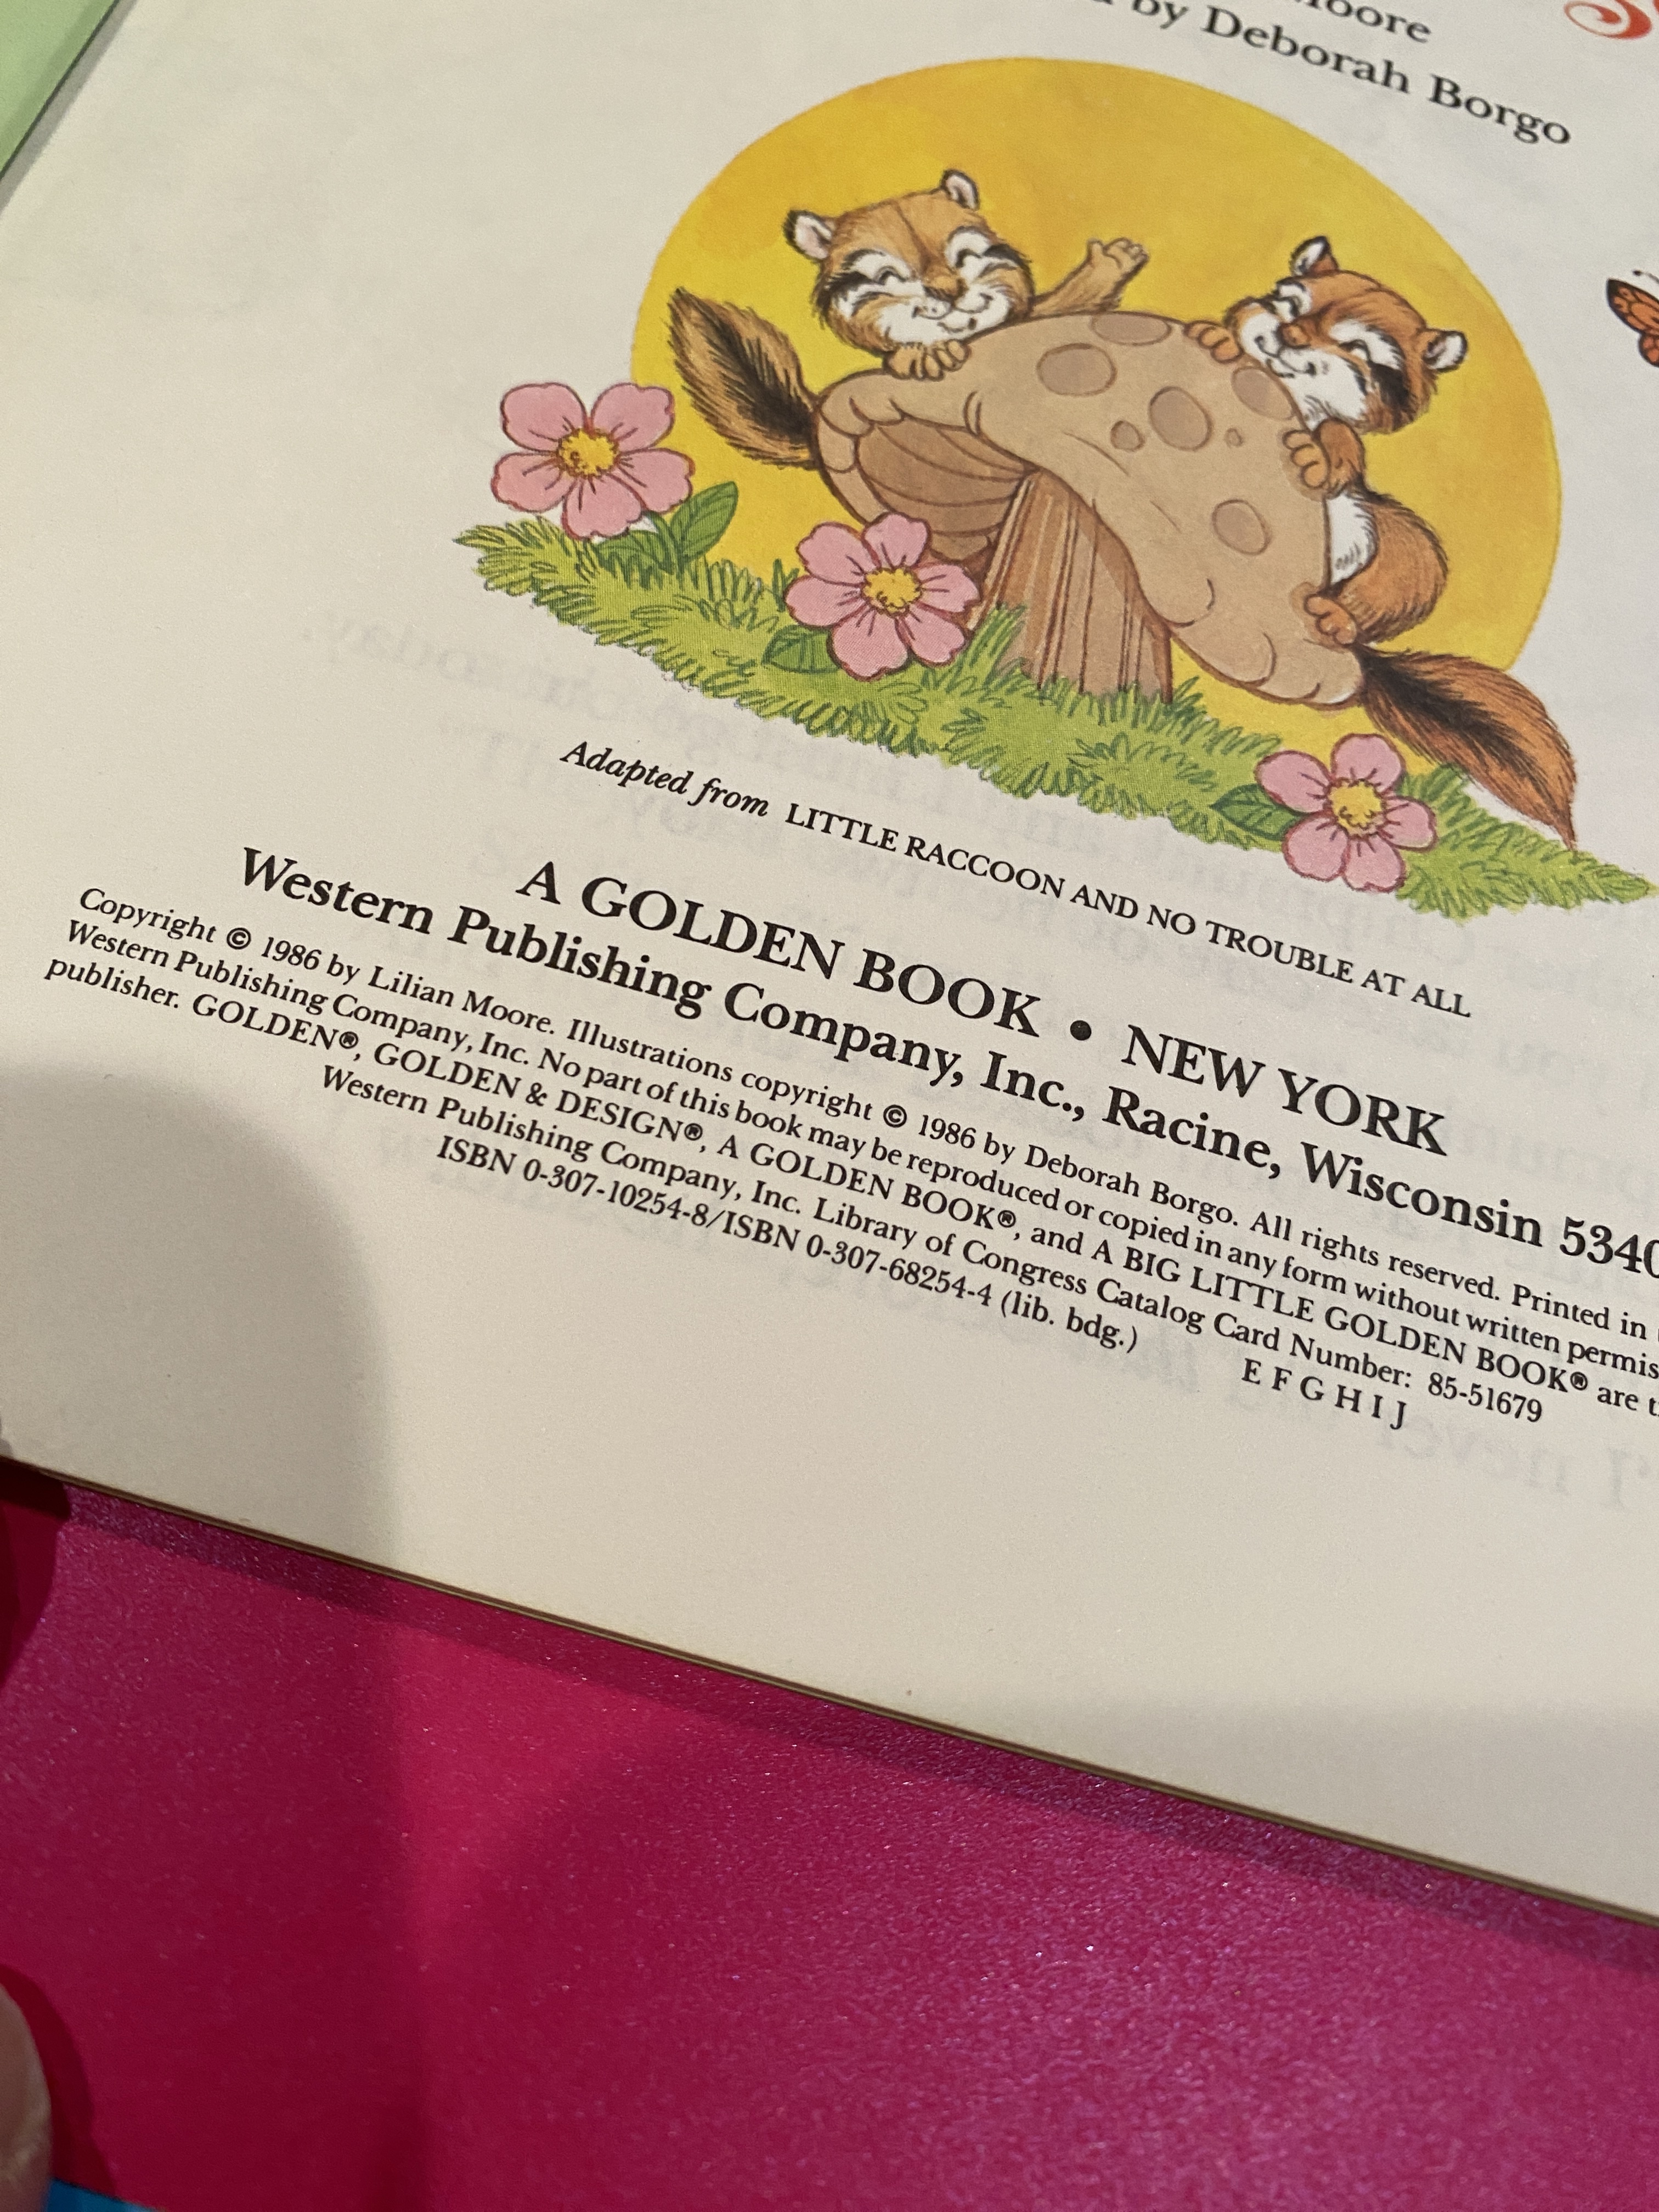 Moore
by Deborah Borgo
Adapted from LITTLE RACCOON AND NO TROUBLE AT ALL
A GOLDEN BOOK • NEW YORK
Western Publishing Company, Inc., Racine, Wisconsin 5340
Copyright © 1986 by Lilian Moore. Illustrations copyright © 1986 by Deborah Borgo. All rights reserved. Printed in
Western Publishing Company, Inc. No part of this book may be reproduced or copied in any form without written permis
publisher. GOLDEN®, GOLDEN & DESIGN®, A GOLDEN BOOK®, and A BIG LITTLE GOLDEN BOOK® are t
Western Publishing Company, Inc. Library of Congress Catalog Card Number: 85-51679
ISBN 0-307-10254-8/ISBN 0-307-68254-4 (lib. bdg.)
E F G H I J